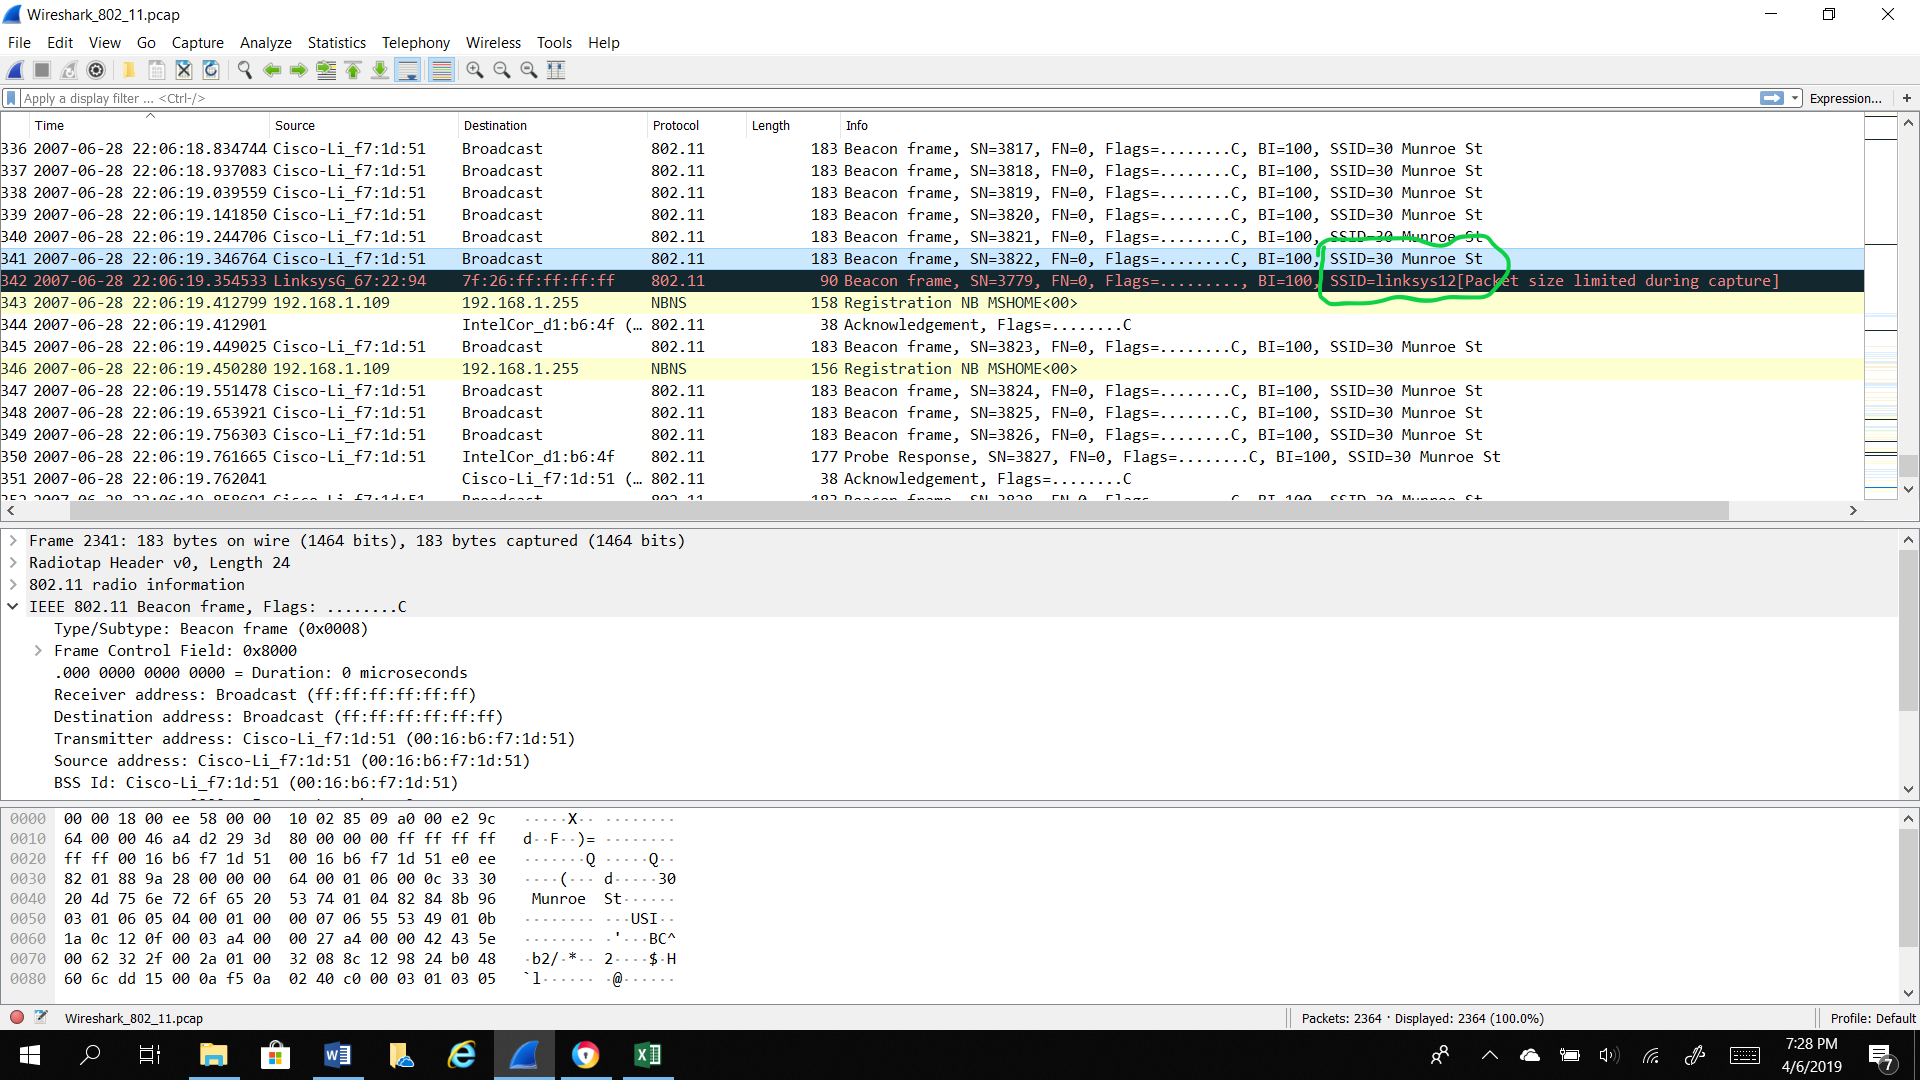 Wireshark_802_11.pcap
File Edit View Go Capture Analyze Statistics Telephony Wireless Tools Help
Apply a display filter ... <Ctrl-/> Expression... +
Time Source Destination Protocol Length Info
336 2007-06-28 22:06:18.834744 Cisco-Li_f7:1d:51 Broadcast 802.11 183 Beacon frame, SN=3817, FN=0, Flags=........C, BI=100, SSID=30 Munroe St
337 2007-06-28 22:06:18.937083 Cisco-Li_f7:1d:51 Broadcast 802.11 183 Beacon frame, SN=3818, FN=0, Flags=........C, BI=100, SSID=30 Munroe St
338 2007-06-28 22:06:19.039559 Cisco-Li_f7:1d:51 Broadcast 802.11 183 Beacon frame, SN=3819, FN=0, Flags=........C, BI=100, SSID=30 Munroe St
339 2007-06-28 22:06:19.141850 Cisco-Li_f7:1d:51 Broadcast 802.11 183 Beacon frame, SN=3820, FN=0, Flags=........C, BI=100, SSID=30 Munroe St
340 2007-06-28 22:06:19.244706 Cisco-Li_f7:1d:51 Broadcast 802.11 183 Beacon frame, SN=3821, FN=0, Flags=........C, BI=100, SSID=30 Munroe St
341 2007-06-28 22:06:19.346764 Cisco-Li_f7:1d:51 Broadcast 802.11 183 Beacon frame, SN=3822, FN=0, Flags=........C, BI=100, SSID=30 Munroe St
342 2007-06-28 22:06:19.354533 LinksysG_67:22:94 7f:26:ff:ff:ff:ff 802.11 90 Beacon frame, SN=3779, FN=0, Flags=........., BI=100, SSID=linksys12[Packet size limited during capture]
343 2007-06-28 22:06:19.412799 192.168.1.109 192.168.1.255 NBNS 158 Registration NB MSHOME<00>
344 2007-06-28 22:06:19.412901 IntelCor_d1:b6:4f (… 802.11 38 Acknowledgement, Flags=........C
345 2007-06-28 22:06:19.449025 Cisco-Li_f7:1d:51 Broadcast 802.11 183 Beacon frame, SN=3823, FN=0, Flags=........C, BI=100, SSID=30 Munroe St
346 2007-06-28 22:06:19.450280 192.168.1.109 192.168.1.255 NBNS 156 Registration NB MSHOME<00>
347 2007-06-28 22:06:19.551478 Cisco-Li_f7:1d:51 Broadcast 802.11 183 Beacon frame, SN=3824, FN=0, Flags=........C, BI=100, SSID=30 Munroe St
348 2007-06-28 22:06:19.653921 Cisco-Li_f7:1d:51 Broadcast 802.11 183 Beacon frame, SN=3825, FN=0, Flags=........C, BI=100, SSID=30 Munroe St
349 2007-06-28 22:06:19.756303 Cisco-Li_f7:1d:51 Broadcast 802.11 183 Beacon frame, SN=3826, FN=0, Flags=........C, BI=100, SSID=30 Munroe St
350 2007-06-28 22:06:19.761665 Cisco-Li_f7:1d:51 IntelCor_d1:b6:4f 802.11 177 Probe Response, SN=3827, FN=0, Flags=........C, BI=100, SSID=30 Munroe St
351 2007-06-28 22:06:19.762041 Cisco-Li_f7:1d:51 (… 802.11 38 Acknowledgement, Flags=........C
352 2007-06-28 22:06:19.858691 Cisco-Li_f7:1d:51 Broadcast 802.11 183 Beacon frame, SN=3828, FN=0, Flags=........C, BI=100, SSID=30 Munroe St
Frame 2341: 183 bytes on wire (1464 bits), 183 bytes captured (1464 bits)
Radiotap Header v0, Length 24
802.11 radio information
IEEE 802.11 Beacon frame, Flags: ........C
Type/Subtype: Beacon frame (0x0008)
Frame Control Field: 0x8000
.000 0000 0000 0000 = Duration: 0 microseconds
Receiver address: Broadcast (ff:ff:ff:ff:ff:ff)
Destination address: Broadcast (ff:ff:ff:ff:ff:ff)
Transmitter address: Cisco-Li_f7:1d:51 (00:16:b6:f7:1d:51)
Source address: Cisco-Li_f7:1d:51 (00:16:b6:f7:1d:51)
BSS Id: Cisco-Li_f7:1d:51 (00:16:b6:f7:1d:51)
0000 00 00 18 00 ee 58 00 00 10 02 85 09 a0 00 e2 9c ·····X·· ········
0010 64 00 00 46 a4 d2 29 3d 80 00 00 00 ff ff ff ff d··F··)= ········
0020 ff ff 00 16 b6 f7 1d 51 00 16 b6 f7 1d 51 e0 ee ·······Q ·····Q··
0030 82 01 88 9a 28 00 00 00 64 00 01 06 00 0c 33 30 ····(··· d·····30
0040 20 4d 75 6e 72 6f 65 20 53 74 01 04 82 84 8b 96 Munroe St······
0050 03 01 06 05 04 00 01 00 00 07 06 55 53 49 01 0b ········ ···USI··
0060 1a 0c 12 0f 00 03 a4 00 00 27 a4 00 00 42 43 5e ········ ·'···BC^
0070 00 62 32 2f 00 2a 01 00 32 08 8c 12 98 24 b0 48 ·b2/·*·· 2····$·H
0080 60 6c dd 15 00 0a f5 0a 02 40 c0 00 03 01 03 05 `l······ ·@······
Wireshark_802_11.pcap Packets: 2364 · Displayed: 2364 (100.0%) Profile: Default
7:28 PM
4/6/2019
7